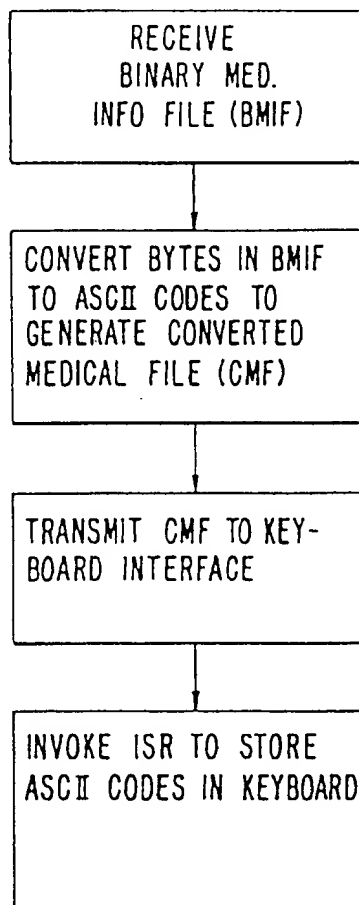 RECEIVE
BINARY MED.
INFO FILE (BMIF)
CONVERT BYTES IN BMIF
TO ASCII CODES TO
GENERATE CONVERTED
MEDICAL FILE (CMF)
TRANSMIT CMF TO KEY-
BOARD INTERFACE
INVOKE ISR TO STORE
ASCII CODES IN KEYBOARD